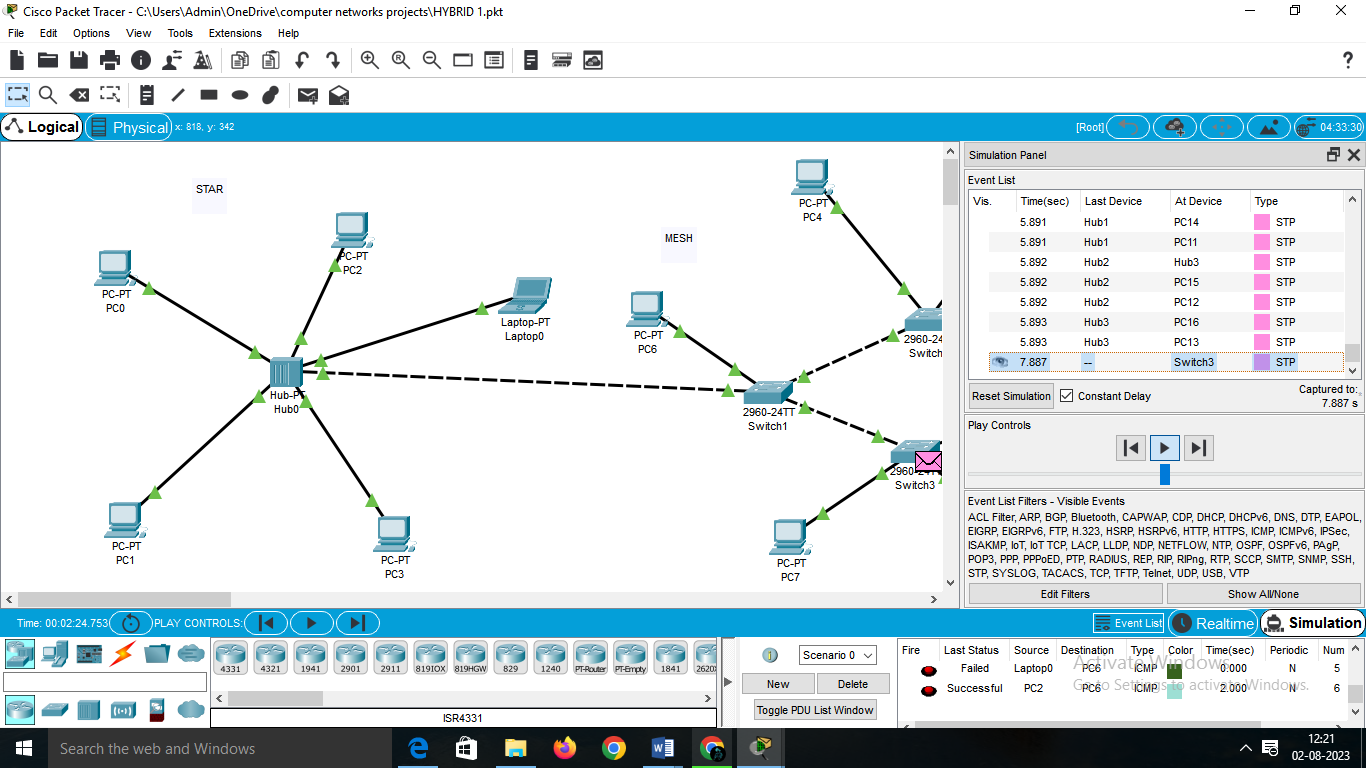 Cisco Packet Tracer - C:\Users\Admin\OneDrive\computer networks projects\HYBRID 1.pkt
File Edit Options View Tools Extensions Help
Logical Physical x: 818, y: 342 [Root] 04:33:30
STAR
MESH
PC-PT
PC0
PC-PT
PC2
Laptop-PT
Laptop0
Hub-PT
Hub0
PC-PT
PC1
PC-PT
PC3
PC-PT
PC4
PC-PT
PC6
2960-24TT
Switch1
2960-24
Switch
2960-24TT
Switch3
PC-PT
PC7
Simulation Panel
Event List
Vis. Time(sec) Last Device At Device Type
5.891 Hub1 PC14 STP
5.891 Hub1 PC11 STP
5.892 Hub2 Hub3 STP
5.892 Hub2 PC15 STP
5.892 Hub2 PC12 STP
5.893 Hub3 PC16 STP
5.893 Hub3 PC13 STP
7.887 -- Switch3 STP
Reset Simulation Constant Delay Captured to:
7.887 s
Play Controls
Event List Filters - Visible Events
ACL Filter, ARP, BGP, Bluetooth, CAPWAP, CDP, DHCP, DHCPv6, DNS, DTP, EAPOL,
EIGRP, EIGRPv6, FTP, H.323, HSRP, HSRPv6, HTTP, HTTPS, ICMP, ICMPv6, IPSec,
ISAKMP, IoT, IoT TCP, LACP, LLDP, NDP, NETFLOW, NTP, OSPF, OSPFv6, PAgP,
POP3, PPP, PPPoED, PTP, RADIUS, REP, RIP, RIPng, RTP, SCCP, SMTP, SNMP, SSH,
STP, SYSLOG, TACACS, TCP, TFTP, Telnet, UDP, USB, VTP
Edit Filters Show All/None
Time: 00:02:24.753 PLAY CONTROLS: Event List Realtime Simulation
4331 4321 1941 2901 2911 819IOX 819HGW 829 1240 PT-Router PT-Empty 1841 2620X
ISR4331
Scenario 0
New Delete
Toggle PDU List Window
Fire Last Status Source Destination Type Color Time(sec) Periodic Num
Failed Laptop0 PC6 ICMP 0.000 N 5
Successful PC2 PC6 ICMP 2.000 N 6
Activate Windows
Go to Settings to activate Windows.
Search the web and Windows
12:21
02-08-2023